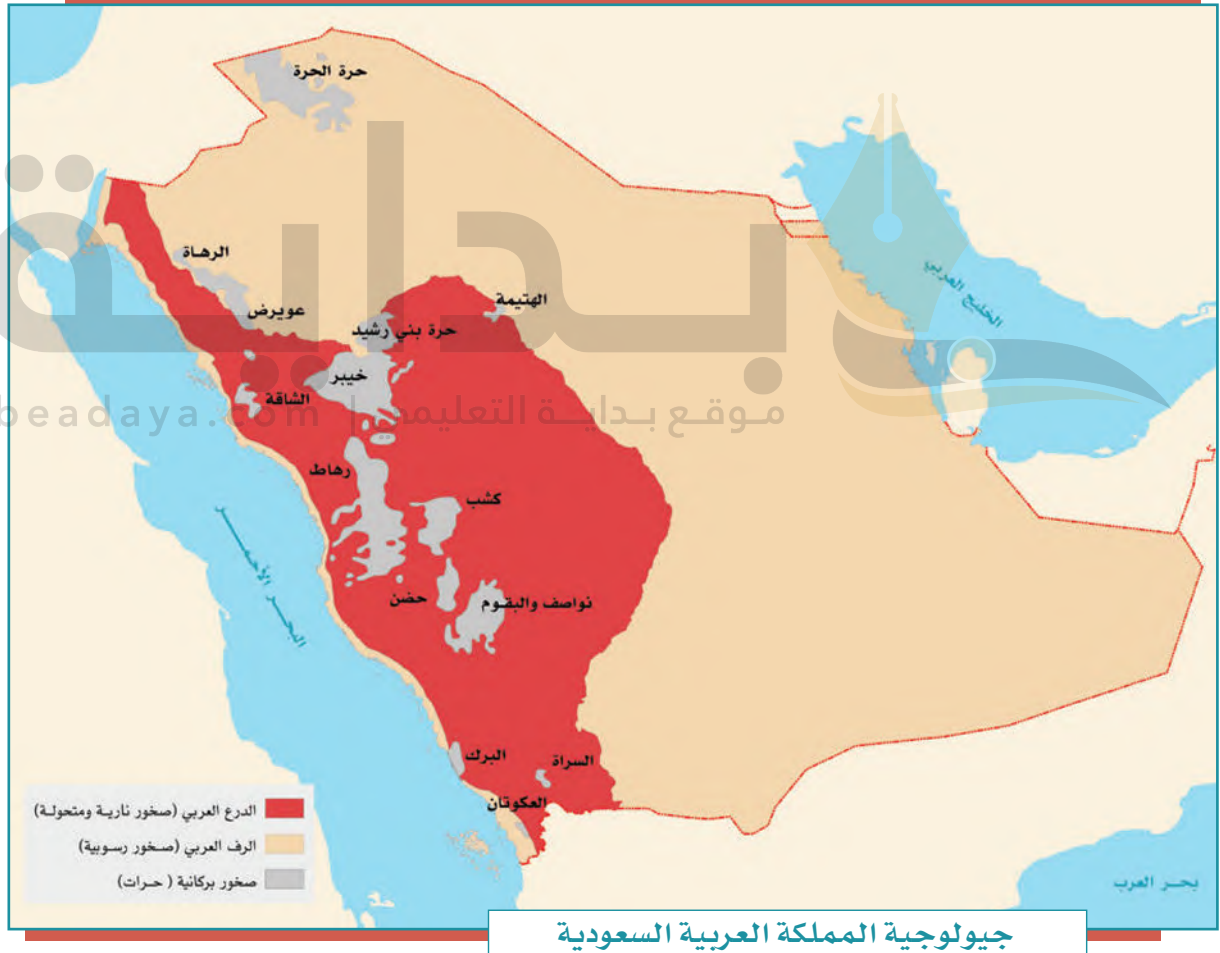 حرة الحرة
الرهاة
عويرض
الهتيمة
حرة بني رشيد
خيبر
الشاقة
الخليج العربي
بداية
beadaya.com | موقع بداية التعليمي
رهاط
كشب
حضن
نواصف والبقوم
البحر الأحمر
البرك
السراة
العكوتان
الدرع العربي (صخور نارية ومتحولة)
الرف العربي (صخور رسوبية)
صخور بركانية (حرات)
بحر العرب
جيولوجية المملكة العربية السعودية